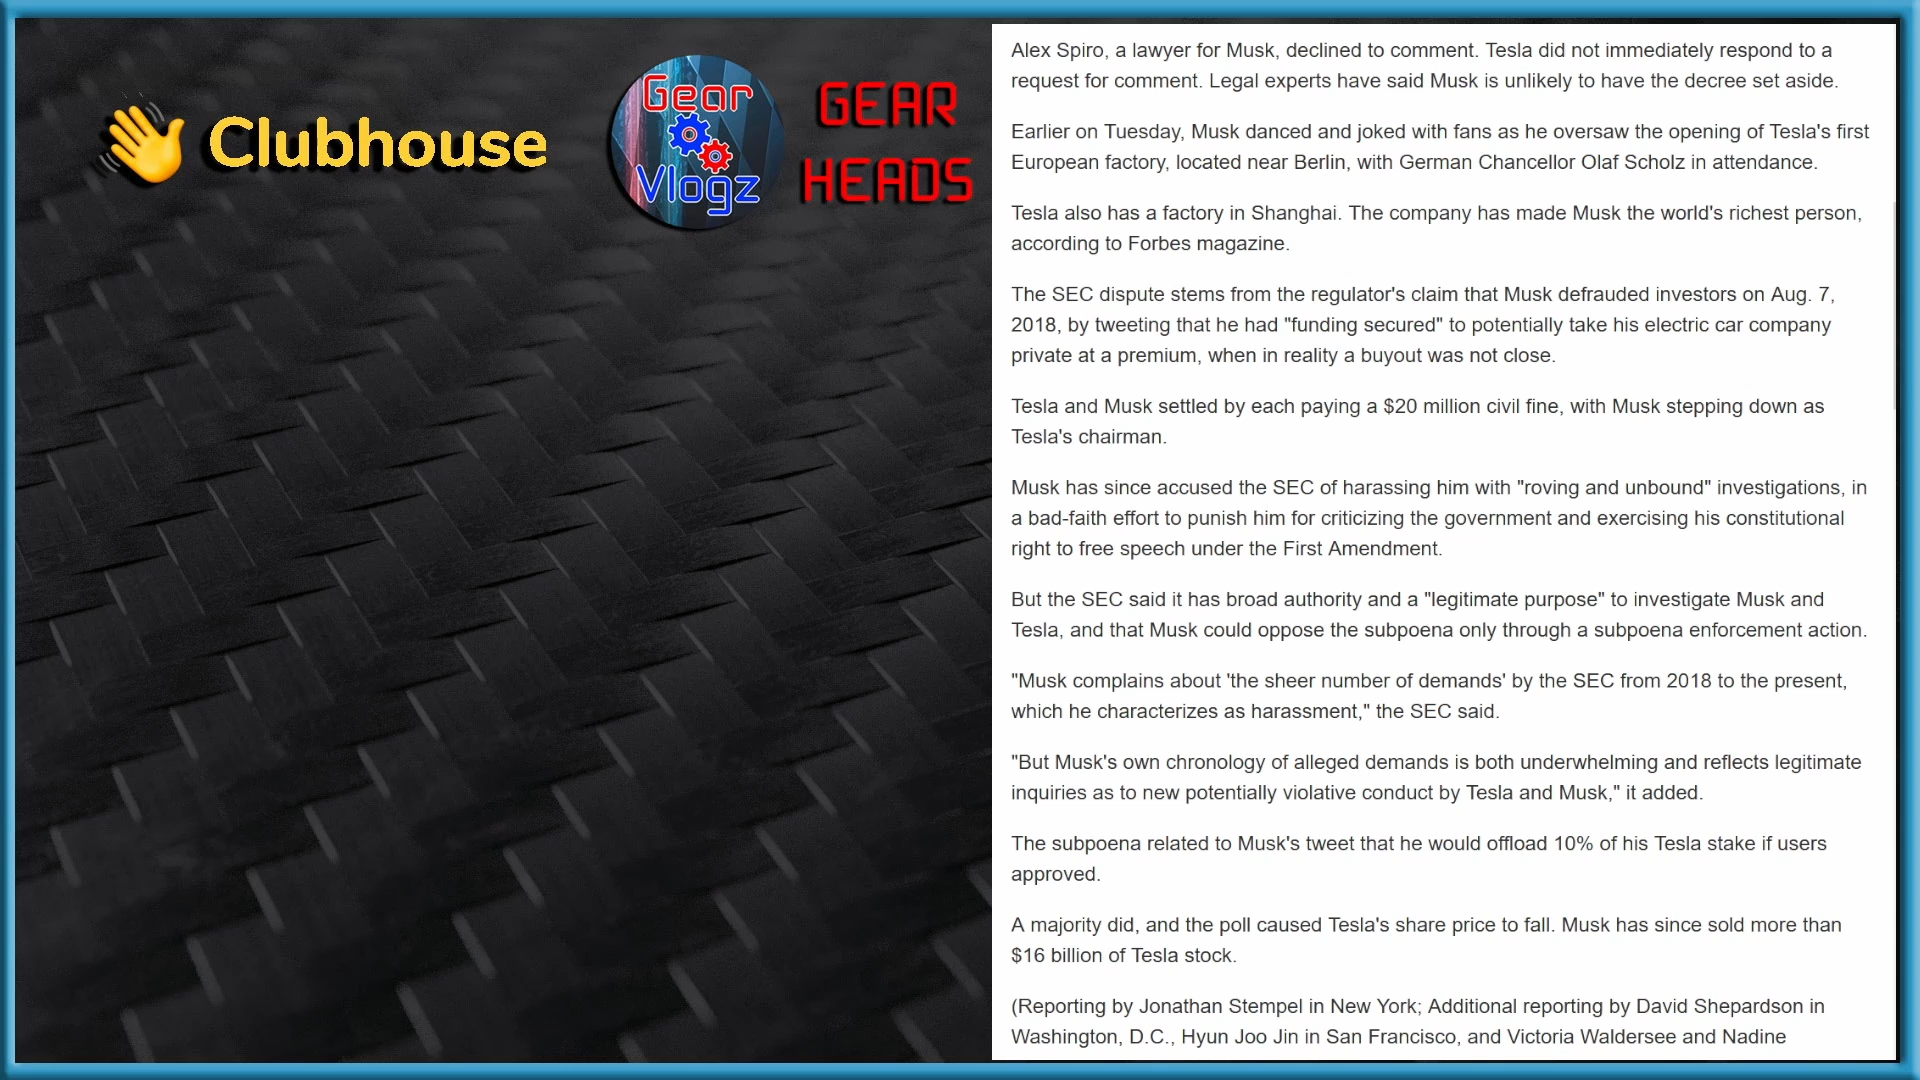 Clubhouse
Gear
Vlogz
GEAR
HEADS
Alex Spiro, a lawyer for Musk, declined to comment. Tesla did not immediately respond to a
request for comment. Legal experts have said Musk is unlikely to have the decree set aside.
Earlier on Tuesday, Musk danced and joked with fans as he oversaw the opening of Tesla's first
European factory, located near Berlin, with German Chancellor Olaf Scholz in attendance.
Tesla also has a factory in Shanghai. The company has made Musk the world's richest person,
according to Forbes magazine.
The SEC dispute stems from the regulator's claim that Musk defrauded investors on Aug. 7,
2018, by tweeting that he had "funding secured" to potentially take his electric car company
private at a premium, when in reality a buyout was not close.
Tesla and Musk settled by each paying a $20 million civil fine, with Musk stepping down as
Tesla's chairman.
Musk has since accused the SEC of harassing him with "roving and unbound" investigations, in
a bad-faith effort to punish him for criticizing the government and exercising his constitutional
right to free speech under the First Amendment.
But the SEC said it has broad authority and a "legitimate purpose" to investigate Musk and
Tesla, and that Musk could oppose the subpoena only through a subpoena enforcement action.
"Musk complains about 'the sheer number of demands' by the SEC from 2018 to the present,
which he characterizes as harassment," the SEC said.
"But Musk's own chronology of alleged demands is both underwhelming and reflects legitimate
inquiries as to new potentially violative conduct by Tesla and Musk," it added.
The subpoena related to Musk's tweet that he would offload 10% of his Tesla stake if users
approved.
A majority did, and the poll caused Tesla's share price to fall. Musk has since sold more than
$16 billion of Tesla stock.
(Reporting by Jonathan Stempel in New York; Additional reporting by David Shepardson in
Washington, D.C., Hyun Joo Jin in San Francisco, and Victoria Waldersee and Nadine